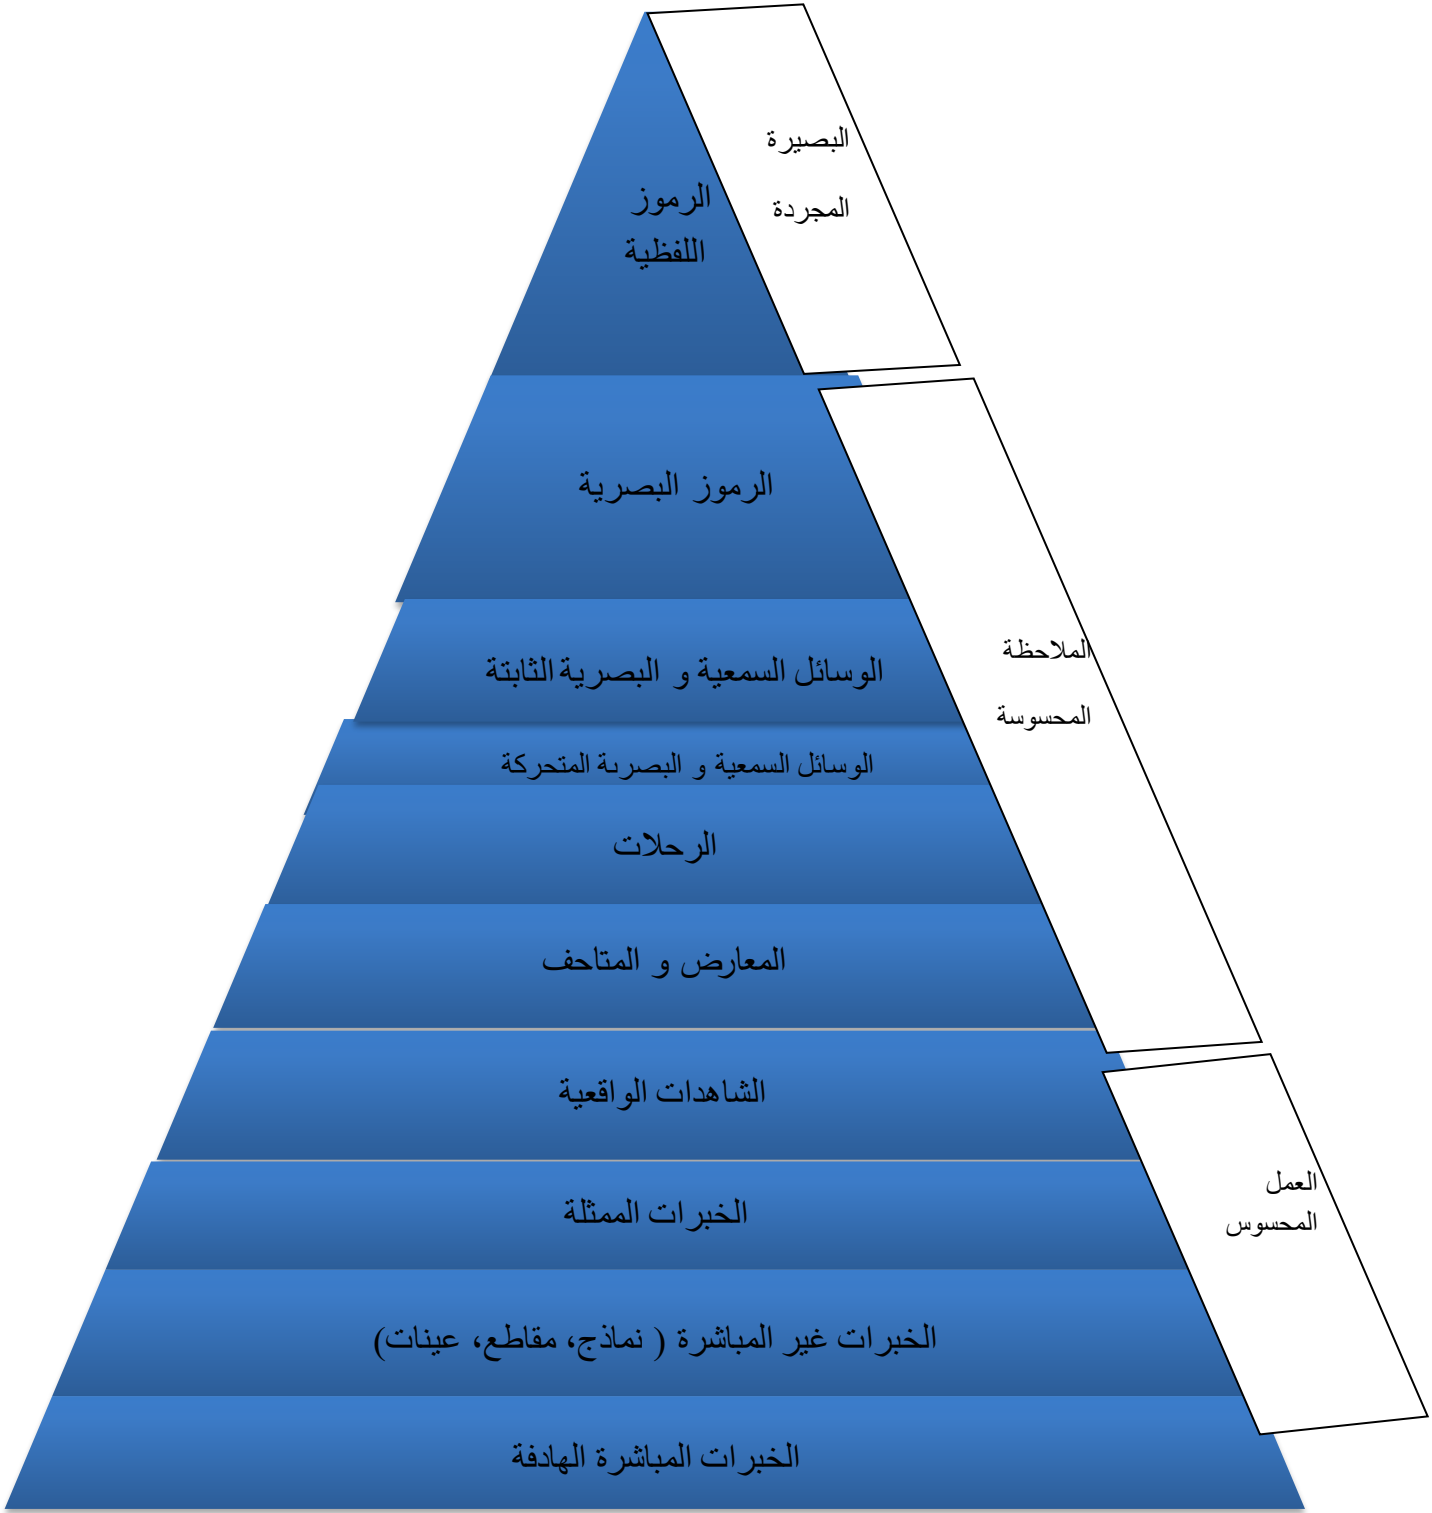 البصيرة
المجردة
الرموز
اللفظية
الرموز البصرية
الملاحظة
المحسوسة
الوسائل السمعية و البصرية الثابتة
الوسائل السمعية و البصرية المتحركة
الرحلات
المعارض و المتاحف
الشاهدات الواقعية
العمل
المحسوس
الخبرات الممثلة
الخبرات غير المباشرة ( نماذج، مقاطع، عينات)
الخبرات المباشرة الهادفة